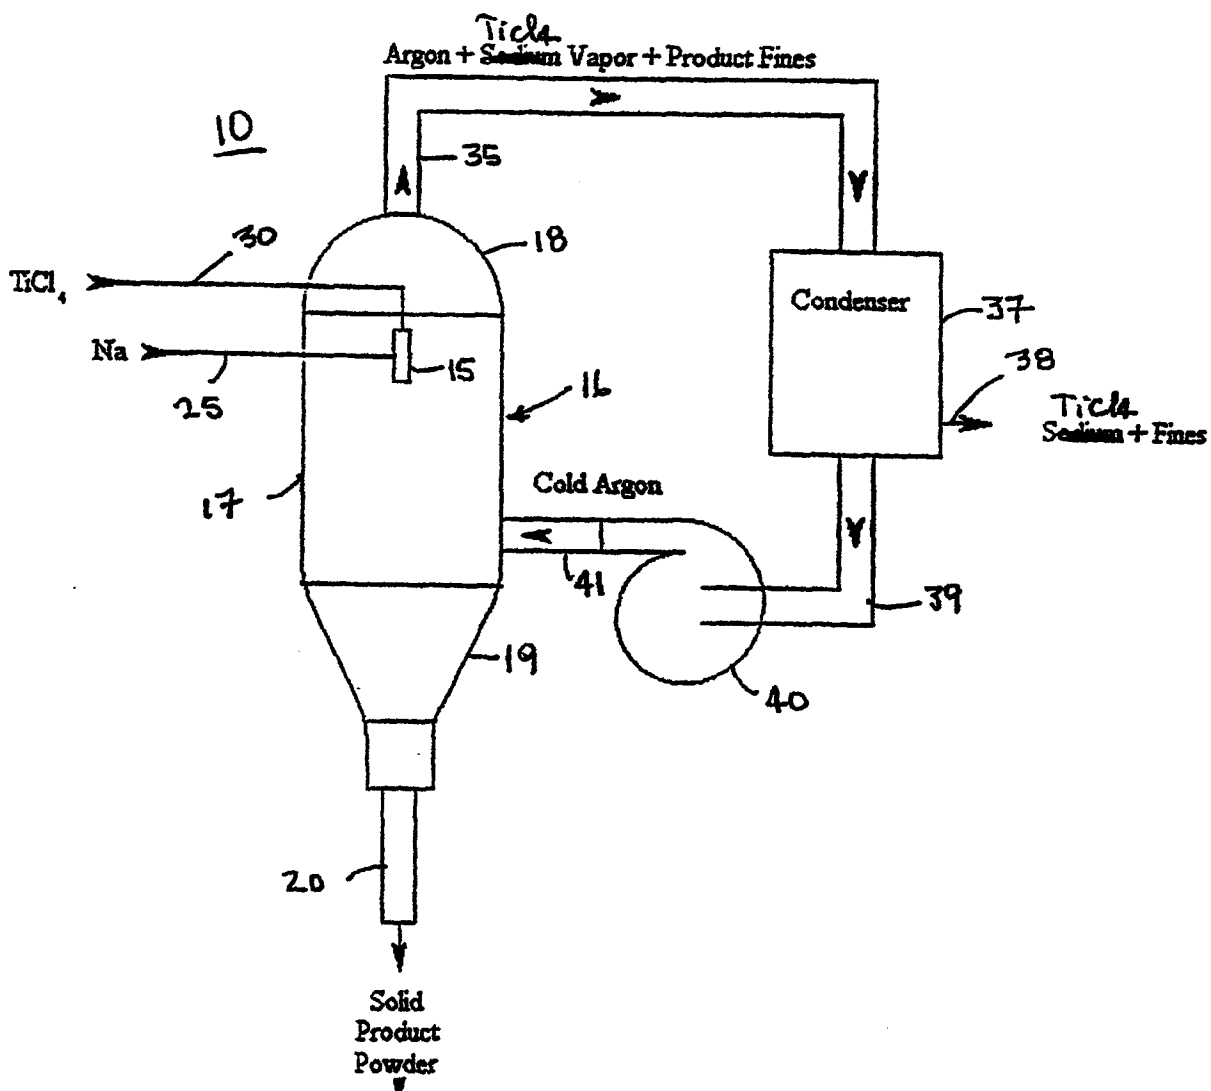 TiCl4
Argon + Sodium Vapor + Product Fines
10
35
30
18
TiCl4
Condenser
37
Na
15
38
25
16
TiCl4
Sodium + Fines
17
Cold Argon
41
39
19
40
20
Solid
Product
Powder